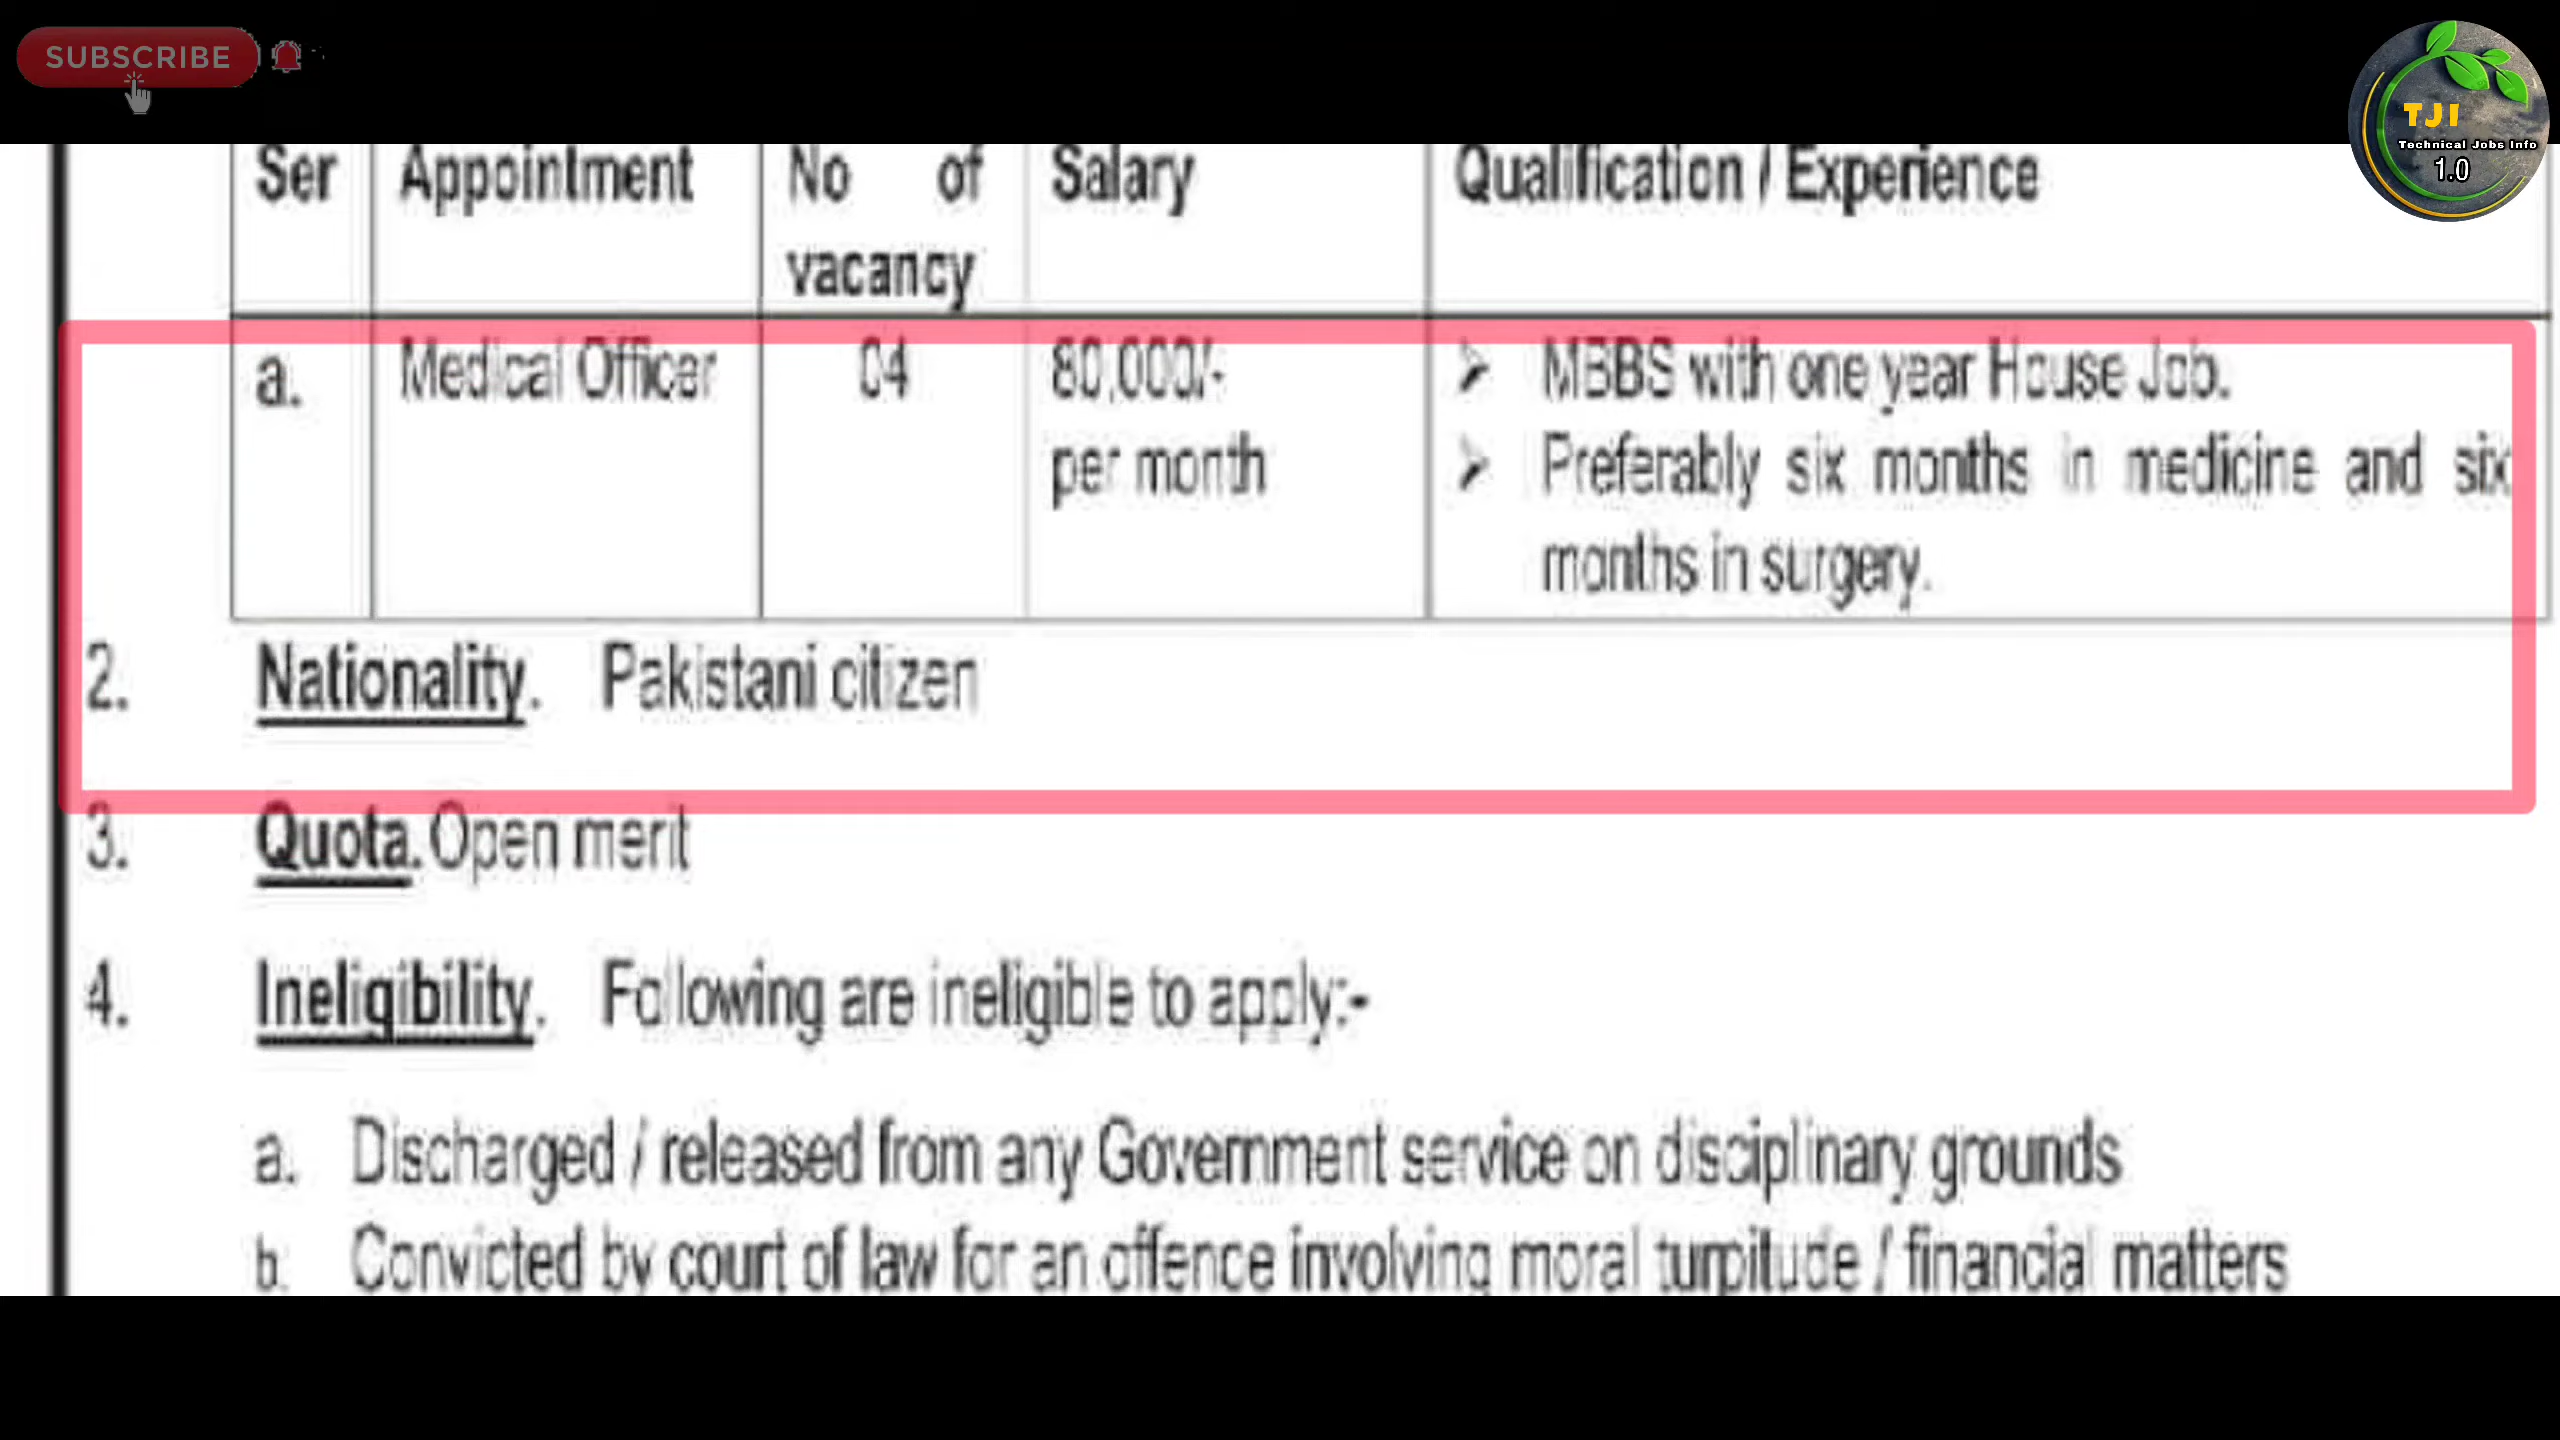 SUBSCRIBE
TJI
Technical Jobs Info
1.0
Ser Appointment No of Salary Qualification / Experience
vacancy
a. Medical Officer 04 80,000/- ➢ MBBS with one year House Job.
per month ➢ Preferably six months in medicine and six
months in surgery.
2. Nationality. Pakistani citizen
3. Quota. Open merit
4. Ineligibility. Following are ineligible to apply:-
a. Discharged / released from any Government service on disciplinary grounds
b. Convicted by court of law for an offence involving moral turpitude / financial matters